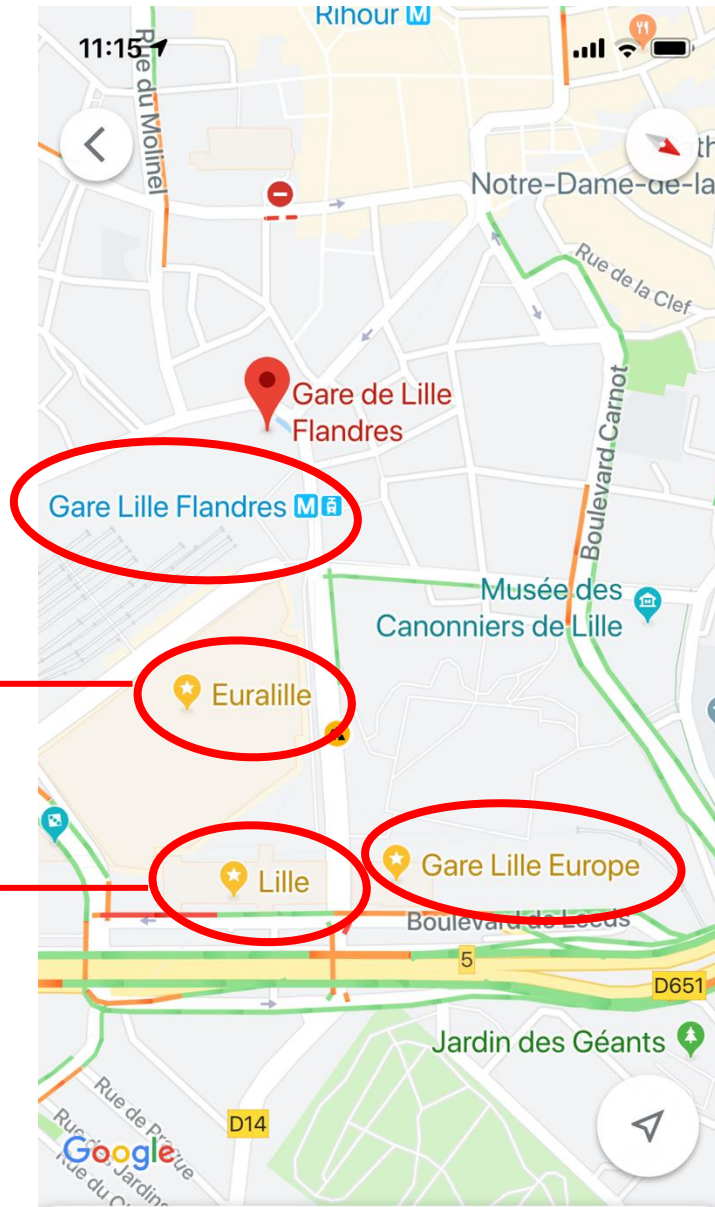 Rihour M
11:15
Rue du Molinel
Notre-Dame-de-la
Rue de la Clef
Boulevard Carnot
Gare de Lille
Flandres
Gare Lille Flandres M
Musée des
Canonniers de Lille
Euralille
Lille
Gare Lille Europe
Boulevard de Leeds
5
D651
Jardin des Géants
Rue de Prague
D14
Google